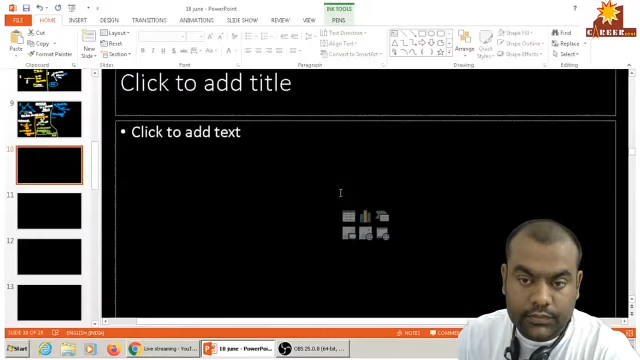 18 june - PowerPoint
INK TOOLS
FILE HOME INSERT DESIGN TRANSITIONS ANIMATIONS SLIDE SHOW REVIEW VIEW PENS
Cut
Copy
Format Painter
Paste
Clipboard
New Slide
Layout
Reset
Section
Slides
Font
Text Direction
Align Text
Convert to SmartArt
Paragraph
Arrange
Quick Styles
Shape Fill
Shape Outline
Shape Effects
Drawing
Find
Replace
Select
Editing
CAREER
9
10
11
12
13
Click to add title
• Click to add text
ENGLISH (INDIA)
NOTES
Start
Live streaming - YouT...
18 june - PowerPoi...
OBS 25.0.8 (64-bit, ...